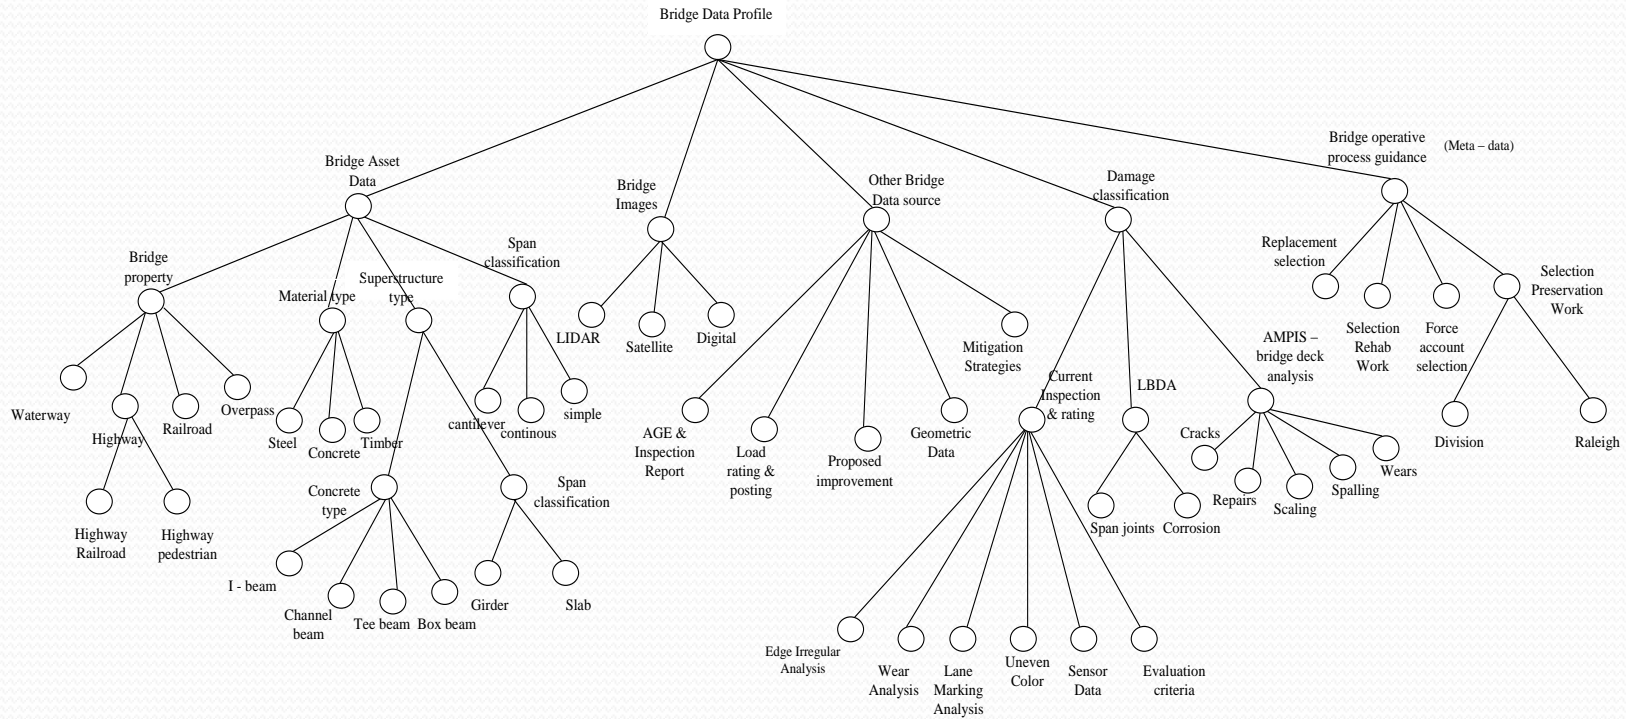 Bridge Data Profile
Bridge Asset
Data
Bridge
Images
Other Bridge
Data source
Damage
classification
Bridge operative
process guidance
(Meta – data)
Bridge
property
Material type
Superstructure
type
Span
classification
LIDAR
Satellite
Digital
AGE &
Inspection
Report
Load
rating &
posting
Proposed
improvement
Geometric
Data
Mitigation
Strategies
Current
Inspection
& rating
LBDA
AMPIS –
bridge deck
analysis
Replacement
selection
Selection
Rehab
Work
Force
account
selection
Selection
Preservation
Work
Waterway
Highway
Railroad
Overpass
Steel
Concrete
Timber
cantilever
continous
simple
Cracks
Repairs
Scaling
Spalling
Wears
Division
Raleigh
Highway
Railroad
Highway
pedestrian
Concrete
type
Span
classification
Span joints
Corrosion
I - beam
Channel
beam
Tee beam
Box beam
Girder
Slab
Edge Irregular
Analysis
Wear
Analysis
Lane
Marking
Analysis
Uneven
Color
Sensor
Data
Evaluation
criteria